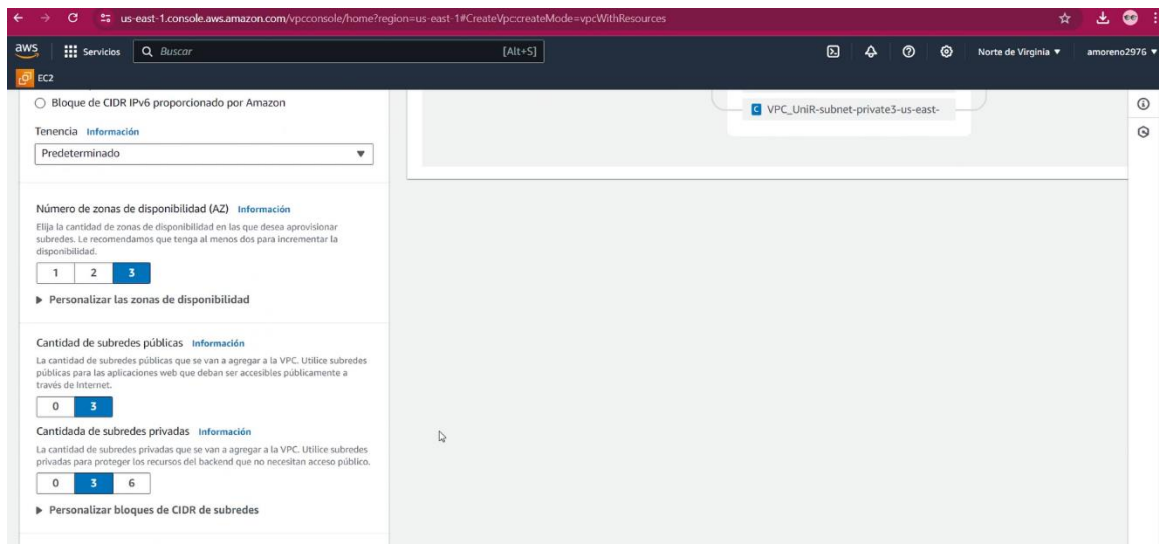 us-east-1.console.aws.amazon.com/vpcconsole/home?region=us-east-1#CreateVpc:createMode=vpcWithResources
aws Servicios Buscar [Alt+S] Norte de Virginia ▼ amoreno2976 ▼
EC2
Bloque de CIDR IPv6 proporcionado por Amazon
VPC_UniR-subnet-private3-us-east-
Tenencia Información
Predeterminado
Número de zonas de disponibilidad (AZ) Información
Elija la cantidad de zonas de disponibilidad en las que desea aprovisionar
subredes. Le recomendamos que tenga al menos dos para incrementar la
disponibilidad.
1 2 3
Personalizar las zonas de disponibilidad
Cantidad de subredes públicas Información
La cantidad de subredes públicas que se van a agregar a la VPC. Utilice subredes
públicas para las aplicaciones web que deban ser accesibles públicamente a
través de Internet.
0 3
Cantidada de subredes privadas Información
La cantidad de subredes privadas que se van a agregar a la VPC. Utilice subredes
privadas para proteger los recursos del backend que no necesitan acceso público.
0 3 6
Personalizar bloques de CIDR de subredes